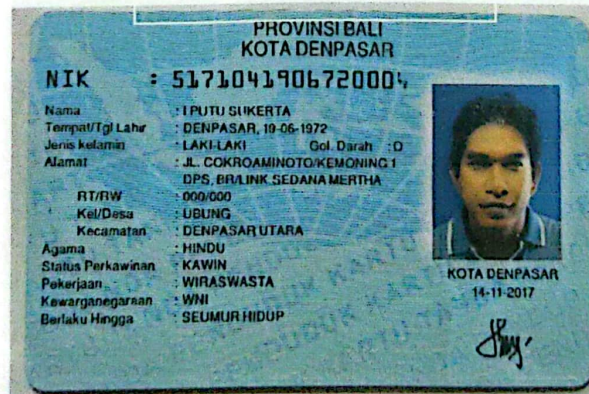 PROVINSI BALI
KOTA DENPASAR
NIK : 5171041906720004
Nama : I PUTU SUKERTA
Tempat/Tgl Lahir : DENPASAR, 19-06-1972
Jenis kelamin : LAKI-LAKI Gol. Darah : O
Alamat : JL. COKROAMINOTO/KEMONING 1
DPS, BR/LINK SEDANA MERTHA
RT/RW : 000/000
Kel/Desa : UBUNG
Kecamatan : DENPASAR UTARA
Agama : HINDU
Status Perkawinan : KAWIN
Pekerjaan : WIRASWASTA
Kewarganegaraan : WNI
Berlaku Hingga : SEUMUR HIDUP
KOTA DENPASAR
14-11-2017